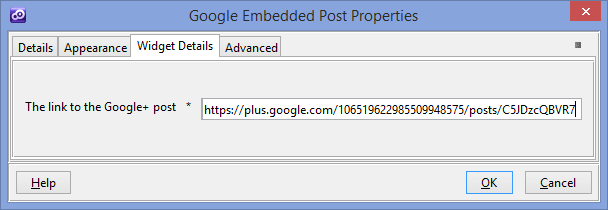 Google Embedded Post Properties
Details Appearance Widget Details Advanced
The link to the Google+ post * https://plus.google.com/106519622985509948575/posts/C5JDzcQBVR7
Help OK Cancel